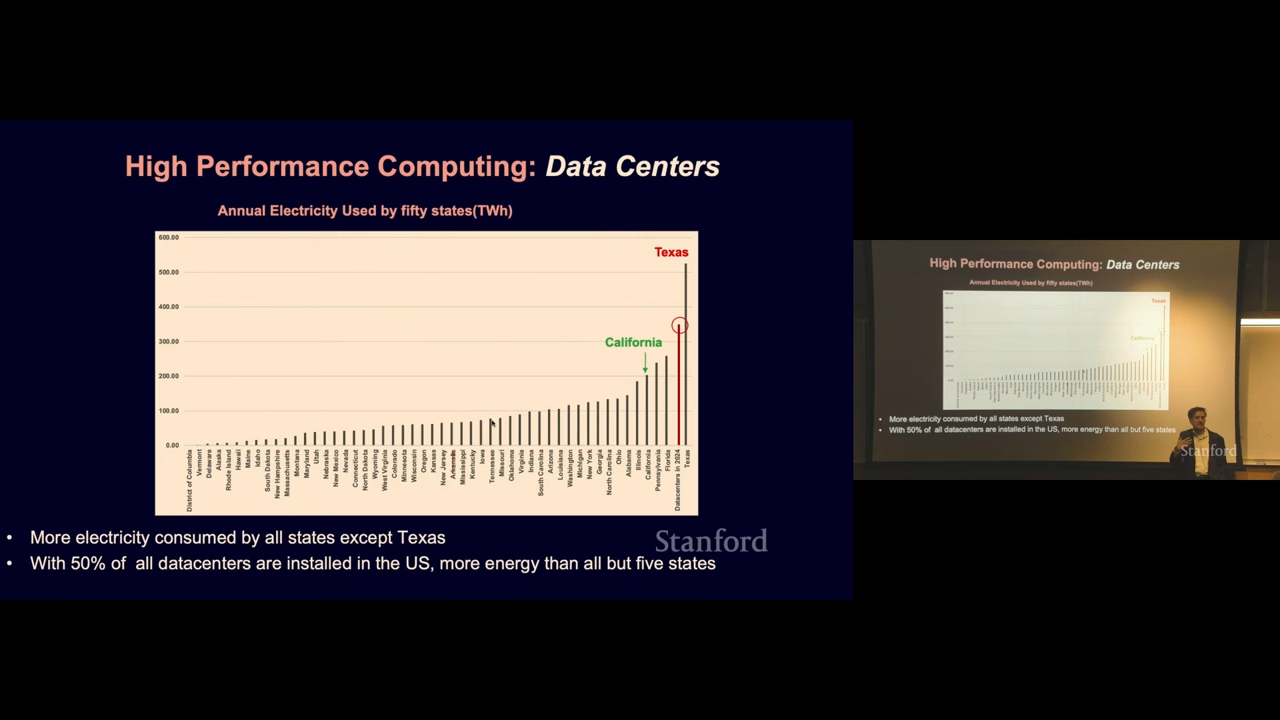 High Performance Computing: Data Centers
Annual Electricity Used by fifty states(TWh)
600.00
500.00
400.00
300.00
200.00
100.00
0.00
Texas
California
District of Columbia
Vermont
Delaware
Alaska
Rhode Island
Hawaii
Maine
Idaho
South Dakota
New Hampshire
Massachusetts
Montana
Maryland
Utah
Nebraska
New Mexico
Nevada
Connecticut
North Dakota
Wyoming
West Virginia
Colorado
Minnesota
Wisconsin
Oregon
Kansas
New Jersey
Arkansas
Mississippi
Kentucky
Iowa
Tennessee
Missouri
Oklahoma
Virginia
Indiana
South Carolina
Arizona
Louisiana
Washington
Michigan
New York
Georgia
North Carolina
Ohio
Alabama
Illinois
California
Pennsylvania
Florida
Datacenters in 2024
Texas
• More electricity consumed by all states except Texas
• With 50% of all datacenters are installed in the US, more energy than all but five states
Stanford
High Performance Computing: Data Centers
Annual Electricity Used by fifty states(TWh)
Texas
California
• More electricity consumed by all states except Texas
• With 50% of all datacenters are installed in the US, more energy than all but five states
Stanford